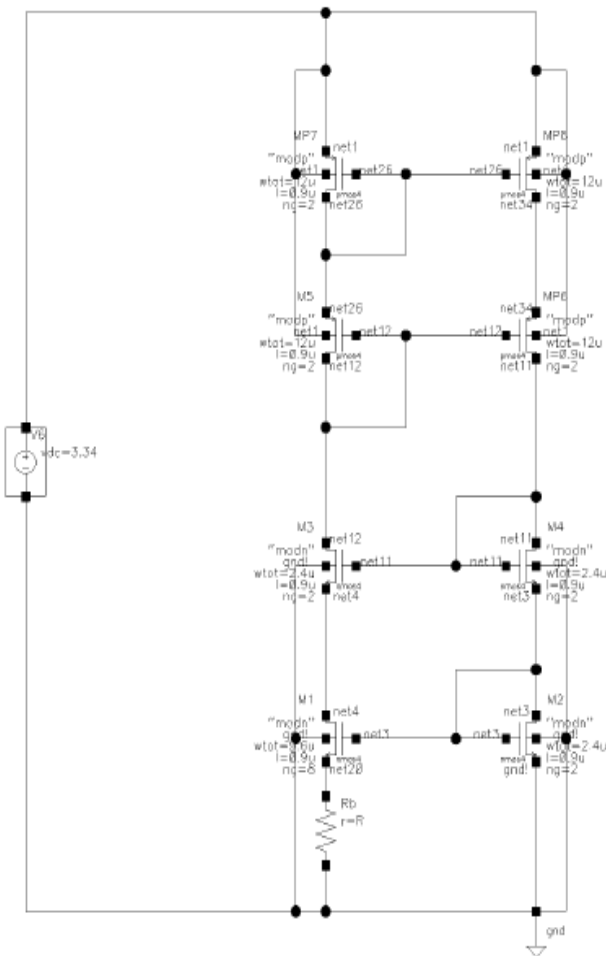 MP7
net1
"modp"
net1
net26
wtot=12u
pmos4
l=0.9u
net26
ng=2
MP8
net1
"modp"
net26
net1
wtot=12u
pmos4
l=0.9u
net34
ng=2
M5
net26
"modp"
net1
net12
wtot=12u
pmos4
l=0.9u
net12
ng=2
MP6
net34
"modp"
net12
net1
wtot=12u
pmos4
l=0.9u
net11
ng=2
V6
vdc=3.34
M3
net12
"modn"
gnd!
net11
wtot=2.4u
nmos4
l=0.9u
net4
ng=2
M4
net11
"modn"
net11
gnd!
wtot=2.4u
nmos4
l=0.9u
net3
ng=2
M1
net4
"modn"
gnd!
net3
nmos4
l=0.9u
net20
ng=8
M2
net3
"modn"
net3
gnd!
wtot=2.4u
nmos4
l=0.9u
gnd!
ng=2
Rb
r=R
gnd